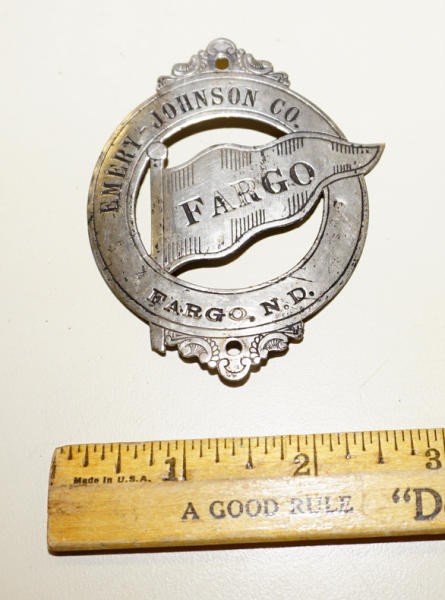 EMERY-JOHNSON CO.
FARGO
FARGO, N.D.
1 2 3
Made in U.S.A.
A GOOD RULE "D